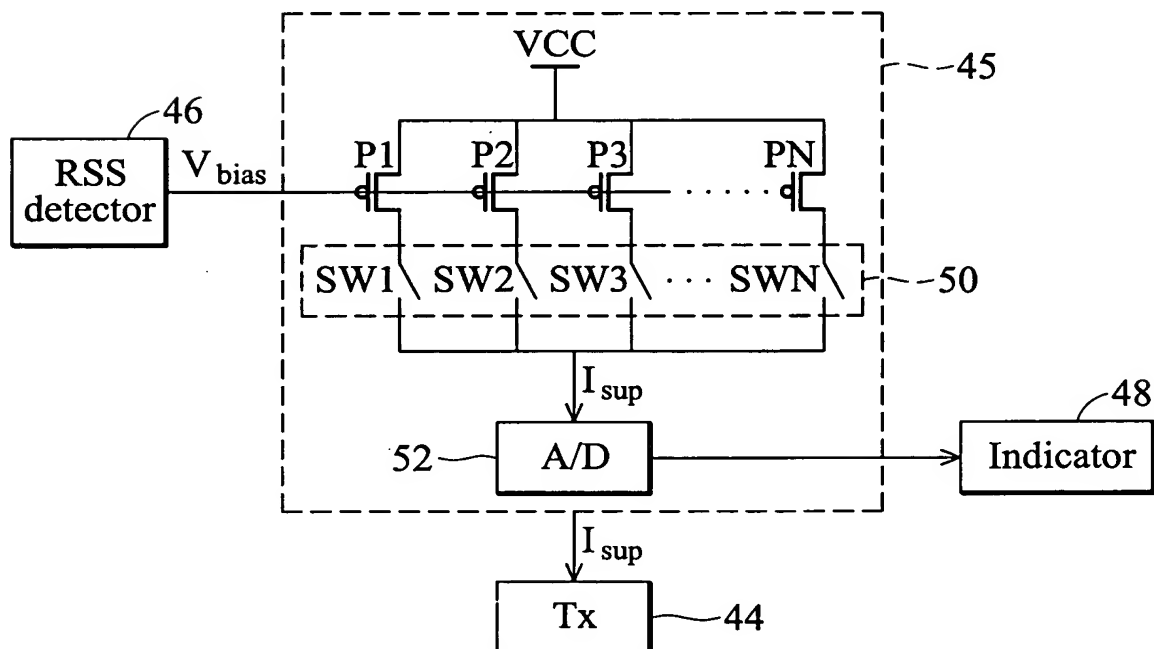 VCC
45
46
RSS
detector
V bias
P1 P2 P3 . . . . . . PN
SW1 SW2 SW3 · · · SWN
50
I sup
52
A/D
48
Indicator
I sup
Tx
44